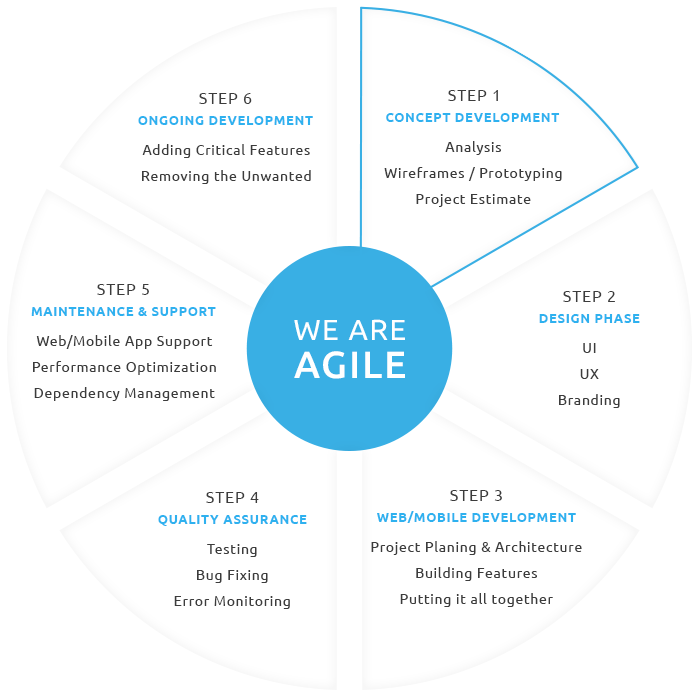 STEP 1
CONCEPT DEVELOPMENT
Analysis
Wireframes / Prototyping
Project Estimate
STEP 2
DESIGN PHASE
UI
UX
Branding
STEP 3
WEB/MOBILE DEVELOPMENT
Project Planing & Architecture
Building Features
Putting it all together
STEP 4
QUALITY ASSURANCE
Testing
Bug Fixing
Error Monitoring
STEP 5
MAINTENANCE & SUPPORT
Web/Mobile App Support
Performance Optimization
Dependency Management
STEP 6
ONGOING DEVELOPMENT
Adding Critical Features
Removing the Unwanted
WE ARE
AGILE